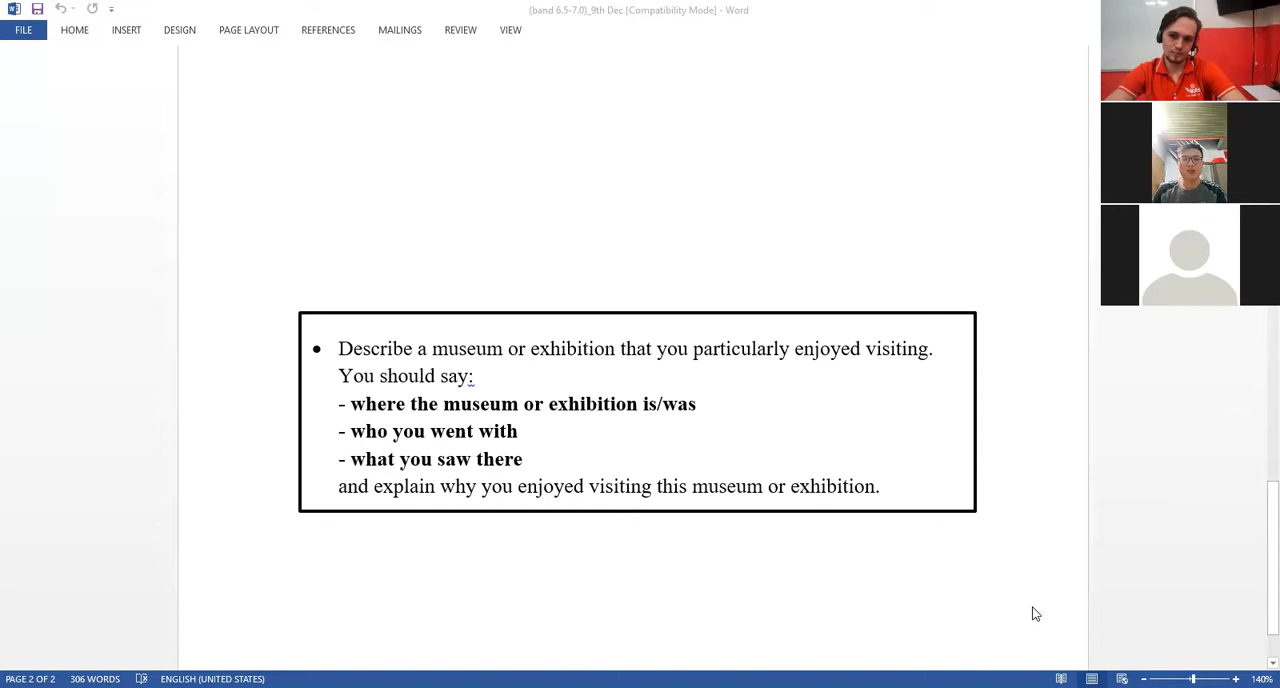 (band 6.5-7.0)_9th Dec [Compatibility Mode] - Word
FILE HOME INSERT DESIGN PAGE LAYOUT REFERENCES MAILINGS REVIEW VIEW
• Describe a museum or exhibition that you particularly enjoyed visiting.
You should say:
- where the museum or exhibition is/was
- who you went with
- what you saw there
and explain why you enjoyed visiting this museum or exhibition.
PAGE 2 OF 2 306 WORDS ENGLISH (UNITED STATES) 140%